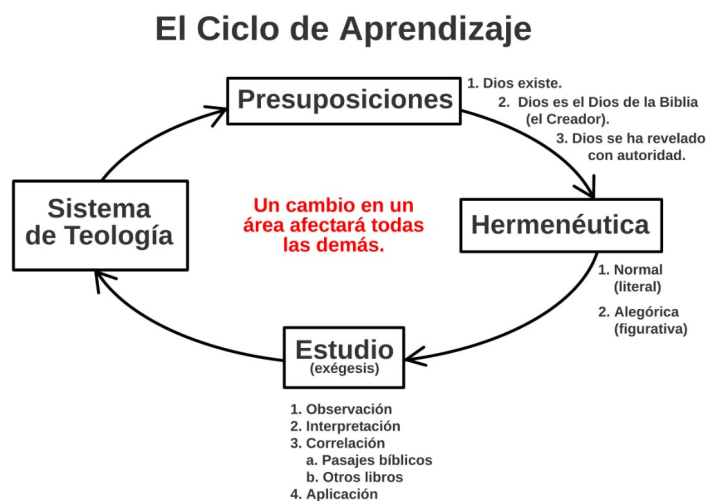 El Ciclo de Aprendizaje
Presuposiciones
1. Dios existe.
2. Dios es el Dios de la Biblia
(el Creador).
3. Dios se ha revelado
con autoridad.
Sistema
de Teología
Un cambio en un
área afectará todas
las demás.
Hermenéutica
1. Normal
(literal)
2. Alegórica
(figurativa)
Estudio
(exégesis)
1. Observación
2. Interpretación
3. Correlación
a. Pasajes bíblicos
b. Otros libros
4. Aplicación